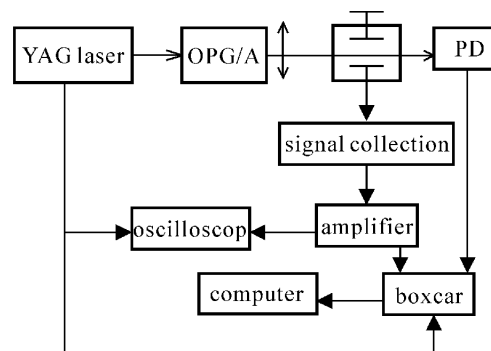 YAG laser
OPG/A
PD
signal collection
oscilloscop
amplifier
computer
boxcar